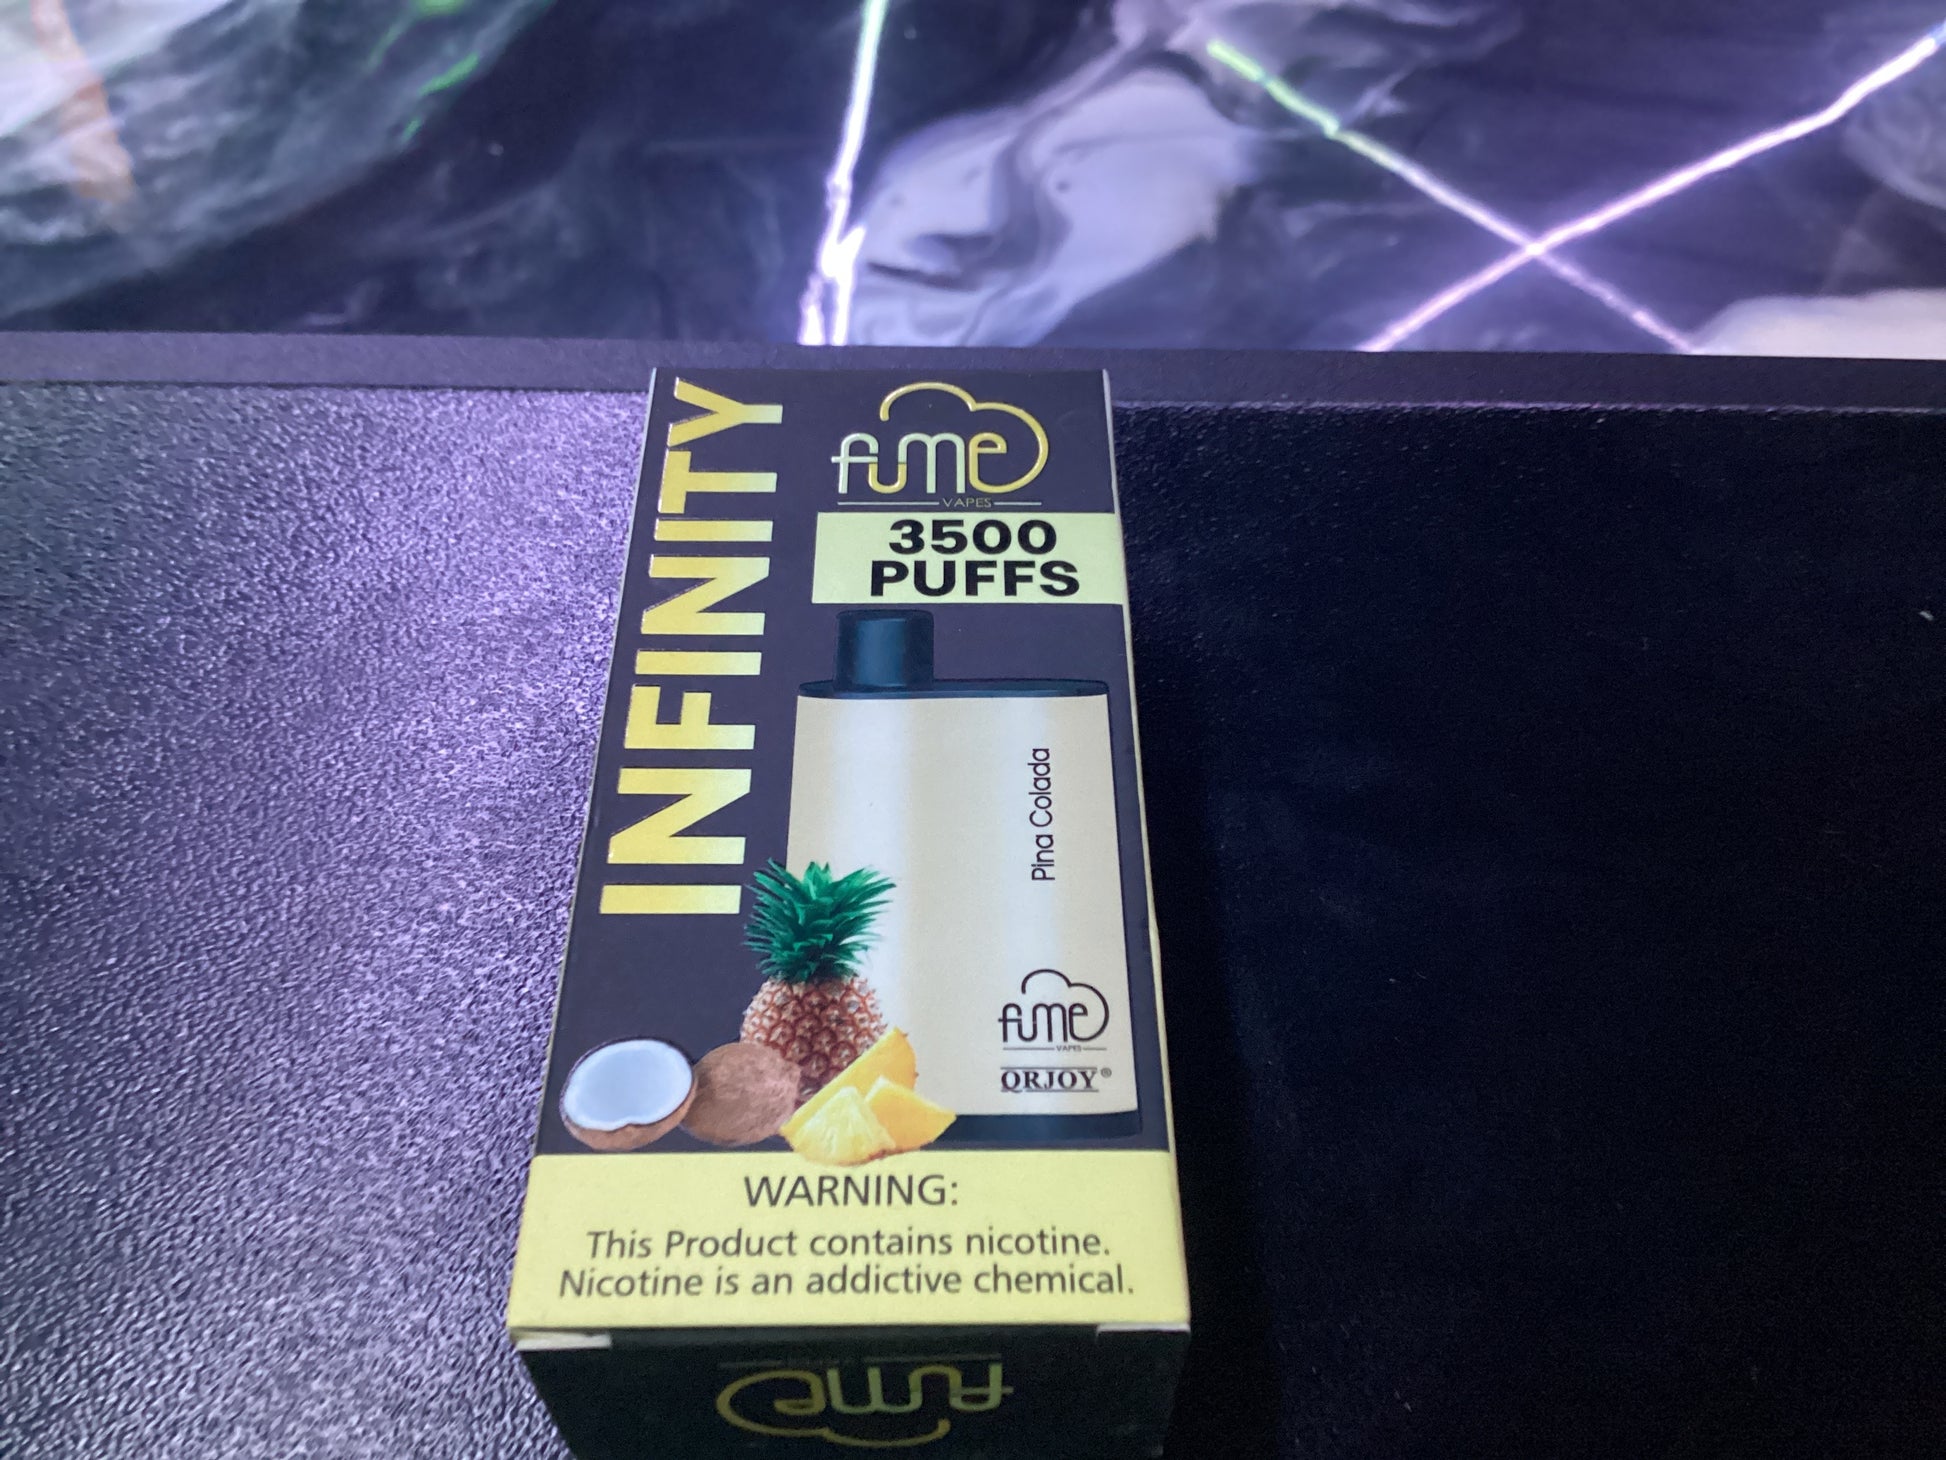 INFINITY
fume
VAPES
3500
PUFFS
Pina Colada
fume
VAPES
QRJOY®
WARNING:
This Product contains nicotine.
Nicotine is an addictive chemical.
fume